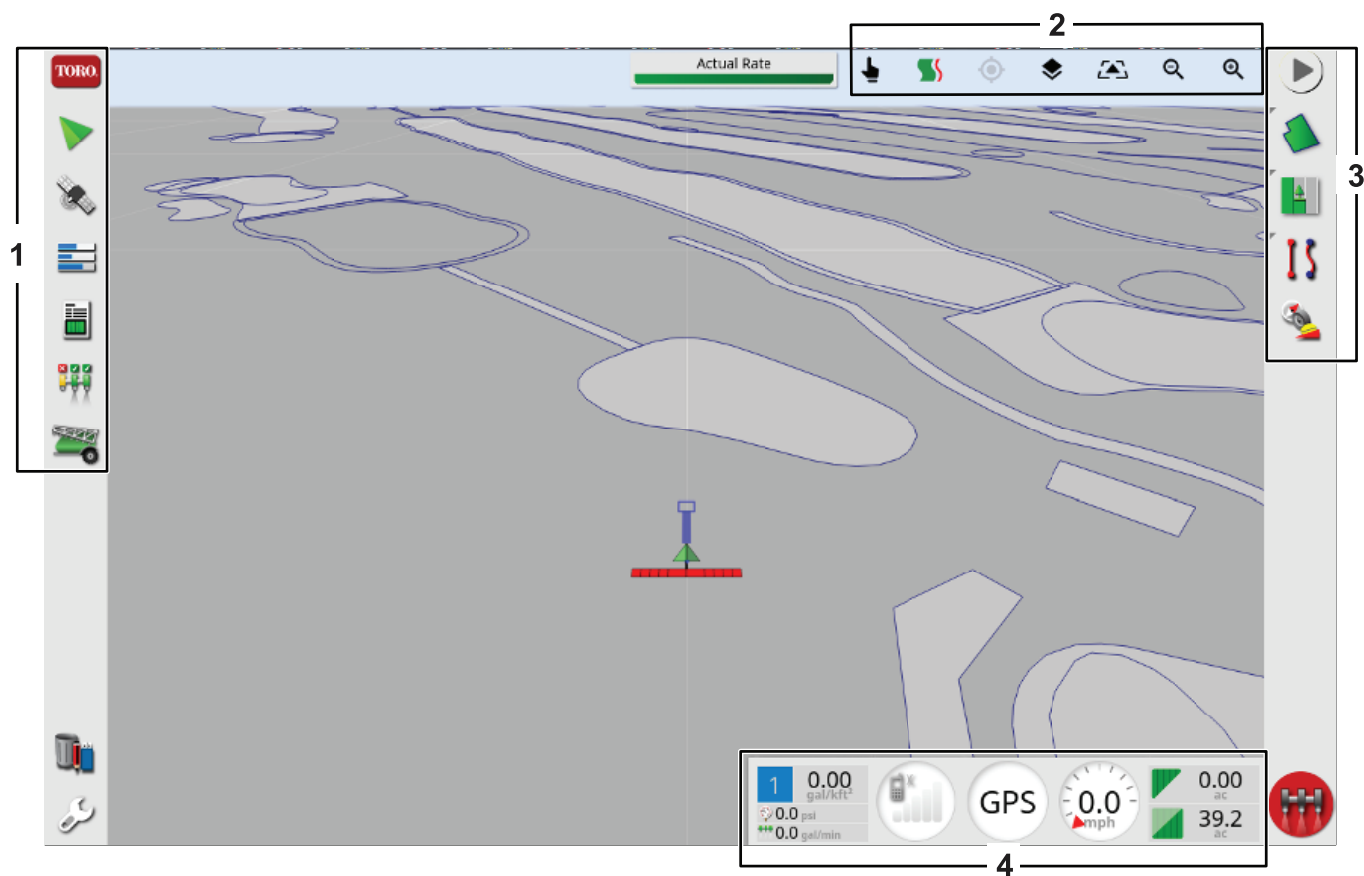 2
TORO.
Actual Rate
3
1
1
0.00
gal/kft²
0.0 psi
0.0 gal/min
GPS
0.0
mph
0.00
ac
39.2
ac
4